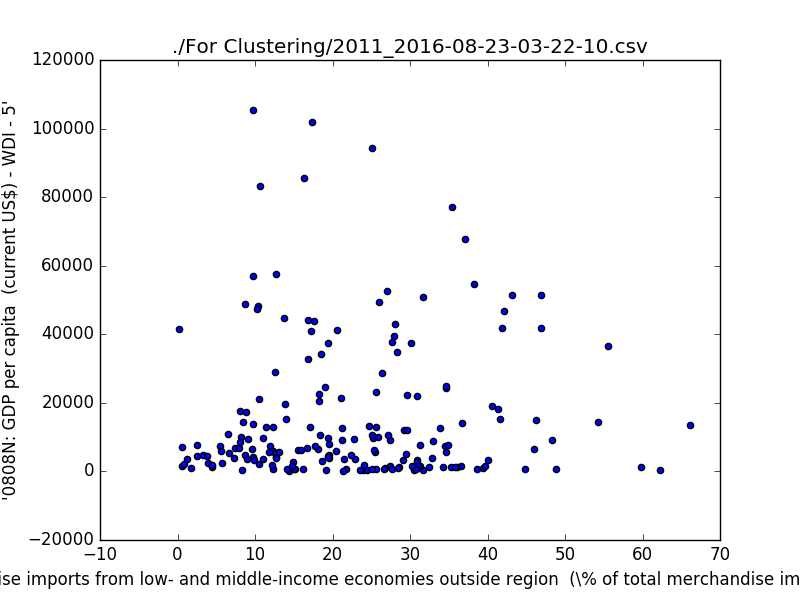 ./For Clustering/2011_2016-08-23-03-22-10.csv
'0808N: GDP per capita (current US$) - WDI - 5'
120000
100000
80000
60000
40000
20000
0
−20000
−10 0 10 20 30 40 50 60 70
imports from low- and middle-income economies outside region (\% of total merchandise